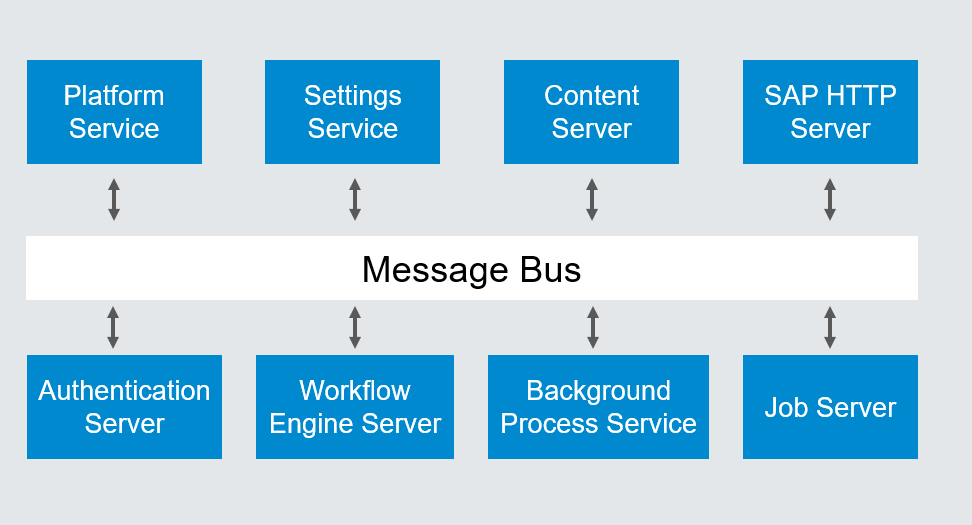 Platform
Service
Settings
Service
Content
Server
SAP HTTP
Server
Message Bus
Authentication
Server
Workflow
Engine Server
Background
Process Service
Job Server